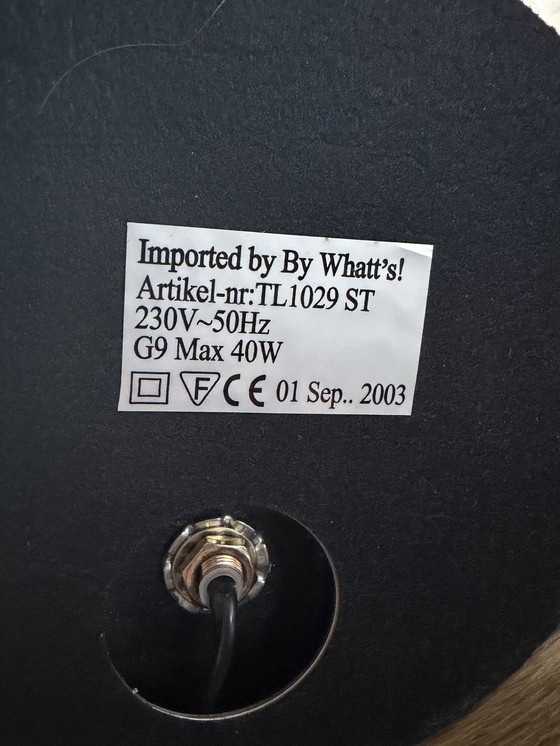 Imported by By Whatt's!
Artikel-nr:TL1029 ST
230V~50Hz
G9 Max 40W
F CE 01 Sep.. 2003